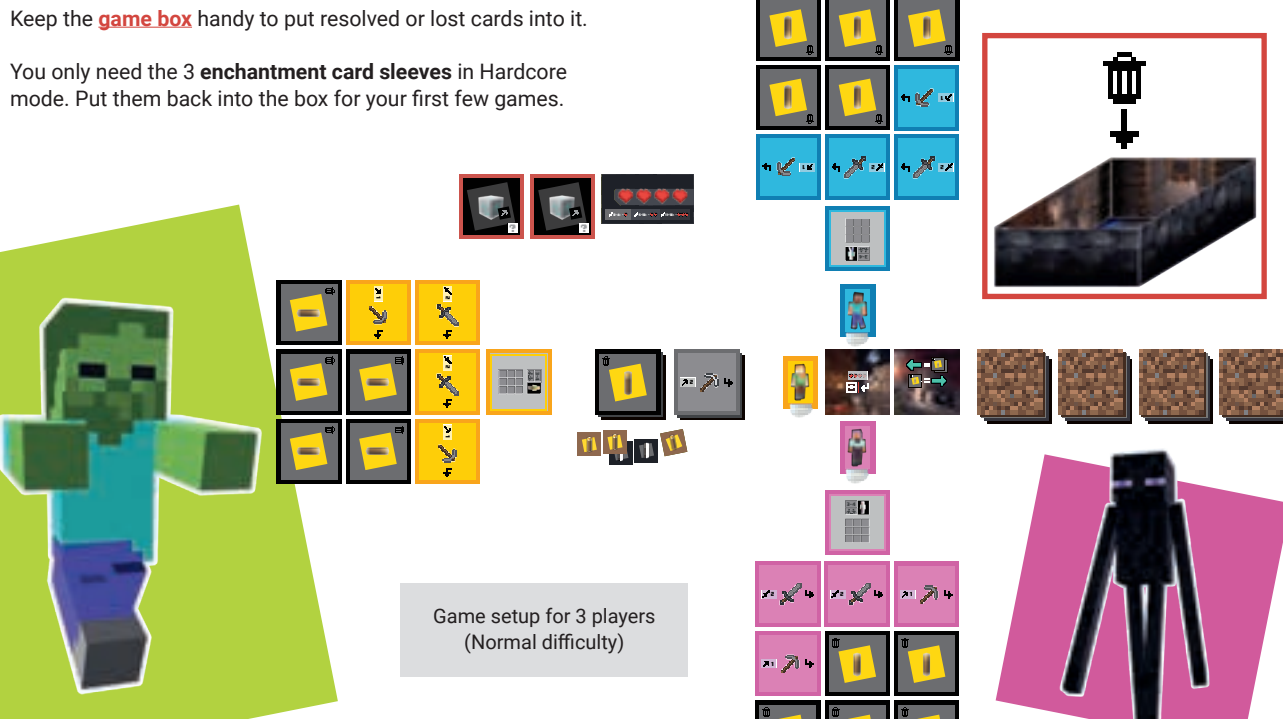 Keep the game box handy to put resolved or lost cards into it.
You only need the 3 enchantment card sleeves in Hardcore
mode. Put them back into the box for your first few games.
Game setup for 3 players
(Normal difficulty)